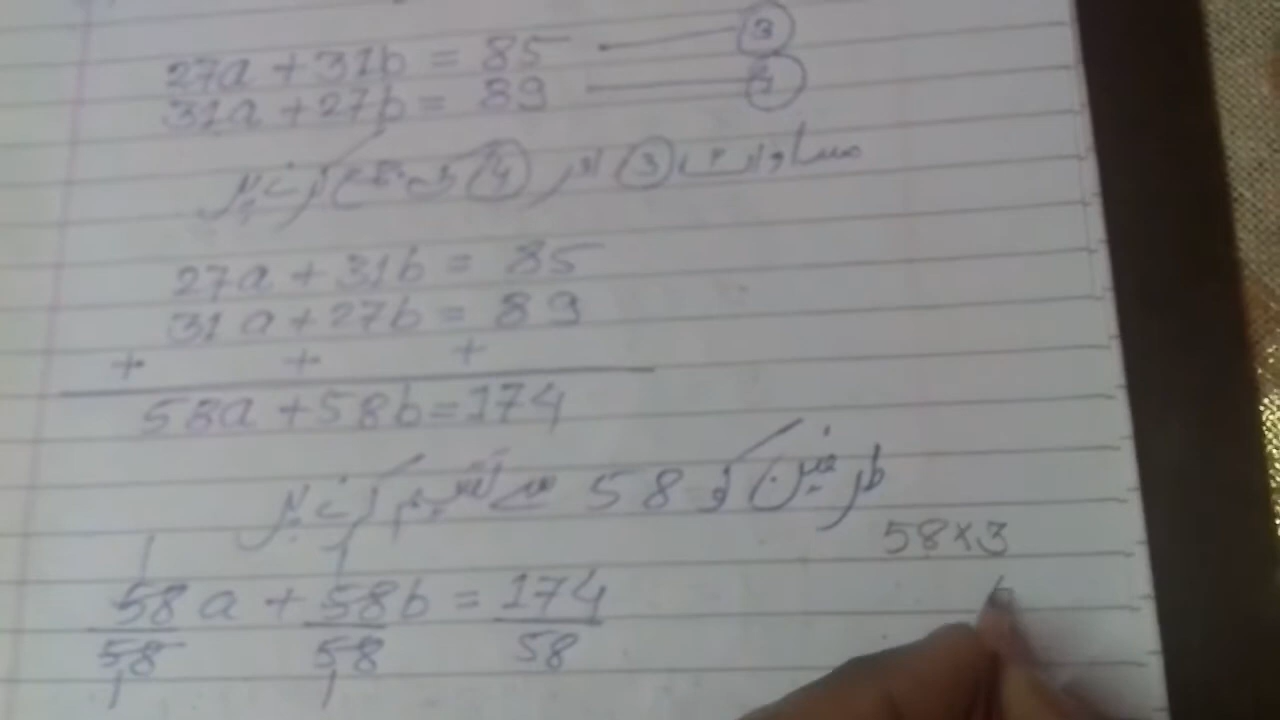 27a + 31b = 85 — ③
31a + 27b = 89 — ④
مساوات ③ اور ④ کو جمع کرنے پر
27a + 31b = 85
31a + 27b = 89
+ + +
58a + 58b = 174
طرفین کو 58 سے تقسیم کرنے پر
58×3
58a + 58b = 174
58 58 58